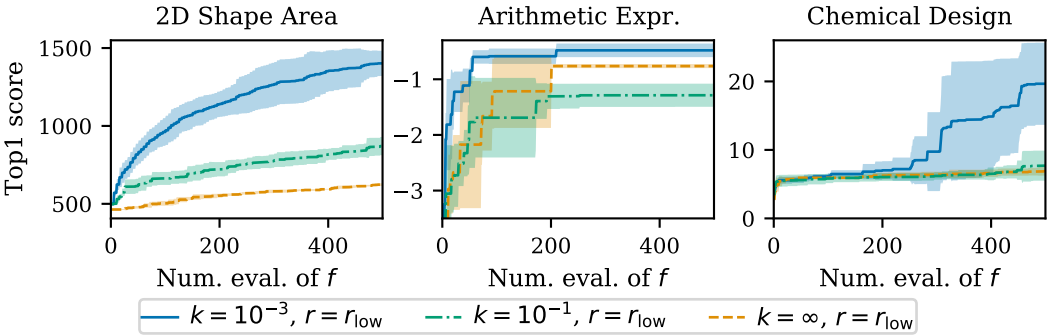 2D Shape Area
Arithmetic Expr.
Chemical Design
Top1 score
1500
1000
500
0
200
400
Num. eval. of f
−1
−2
−3
0
200
400
Num. eval. of f
20
10
0
0
200
400
Num. eval. of f
k = 10⁻³, r = r_low
k = 10⁻¹, r = r_low
k = ∞, r = r_low